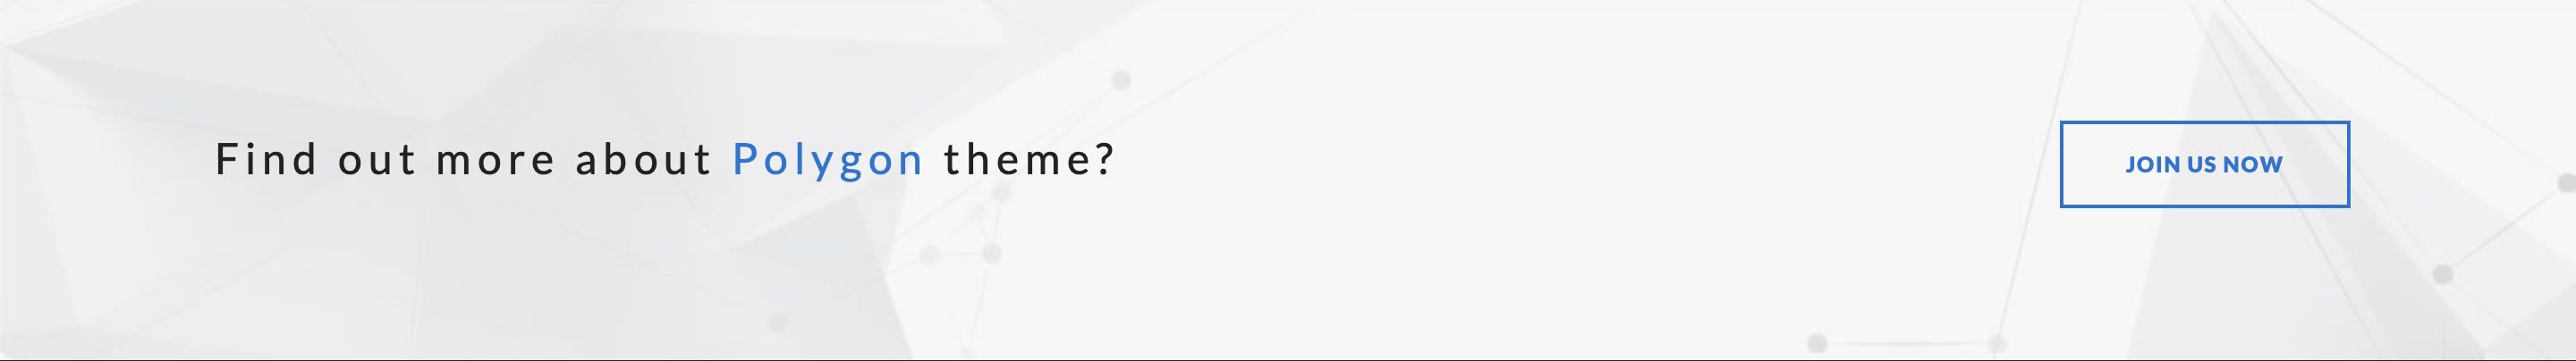 Find out more about Polygon theme?
JOIN US NOW